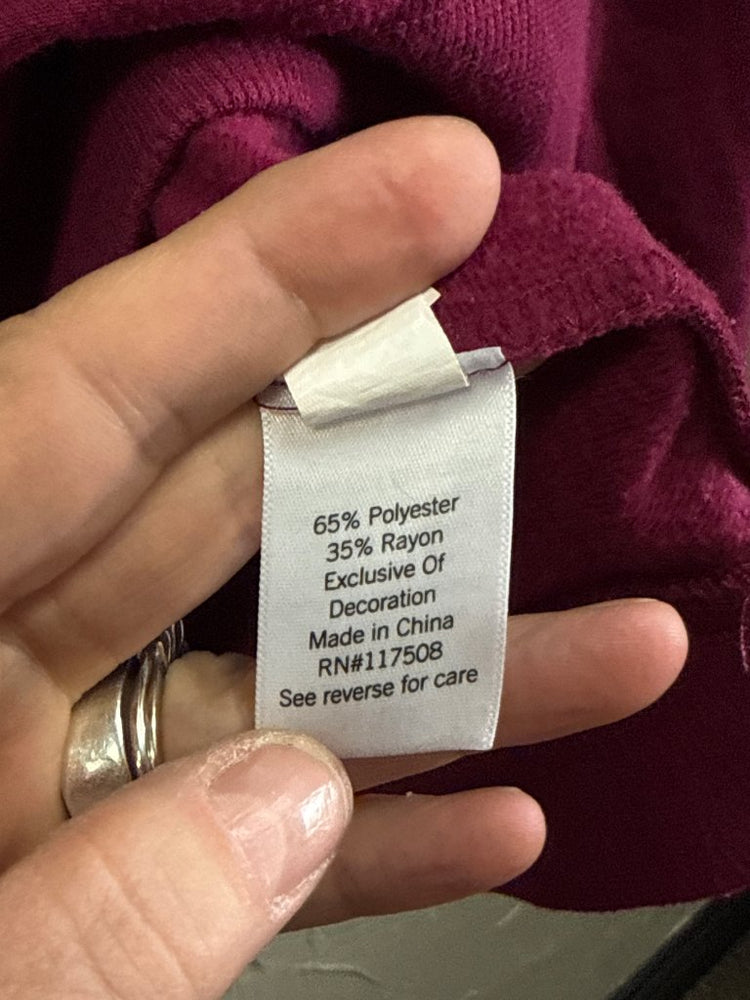 65% Polyester
35% Rayon
Exclusive Of
Decoration
Made in China
RN#117508
See reverse for care